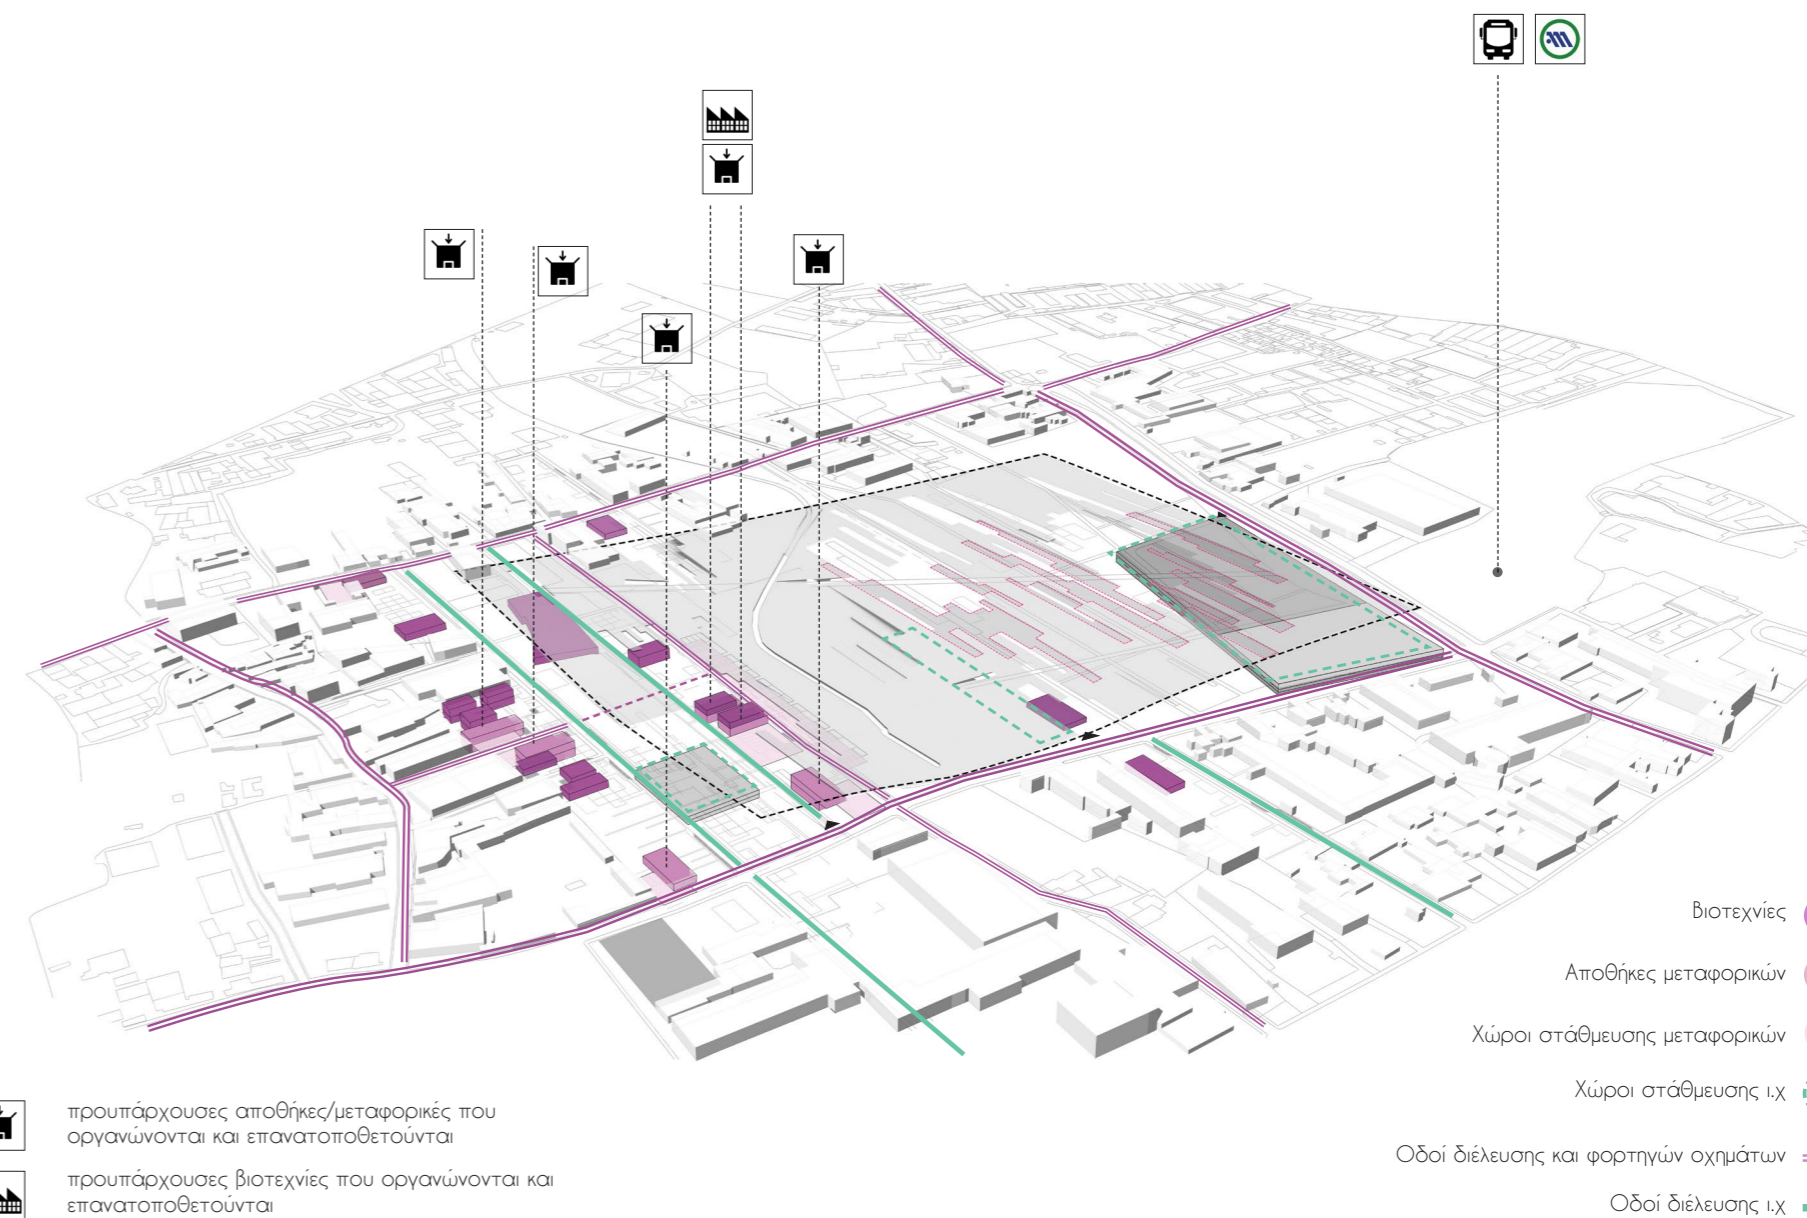 Βιοτεχνίες
Αποθήκες μεταφορικών
Χώροι στάθμευσης μεταφορικών
Χώροι στάθμευσης ι.χ
Οδοί διέλευσης και φορτηγών οχημάτων
Οδοί διέλευσης ι.χ
προυπάρχουσες αποθήκες/μεταφορικές που
οργανώνονται και επανατοποθετούνται
προυπάρχουσες βιοτεχνίες που οργανώνονται και
επανατοποθετούνται